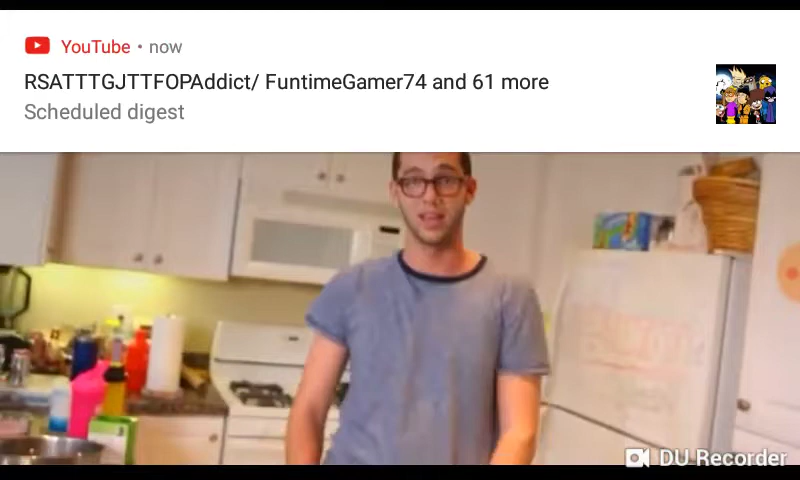 YouTube • now
RSATTTGJTTFOPAddict/ FuntimeGamer74 and 61 more
Scheduled digest
DU Recorder